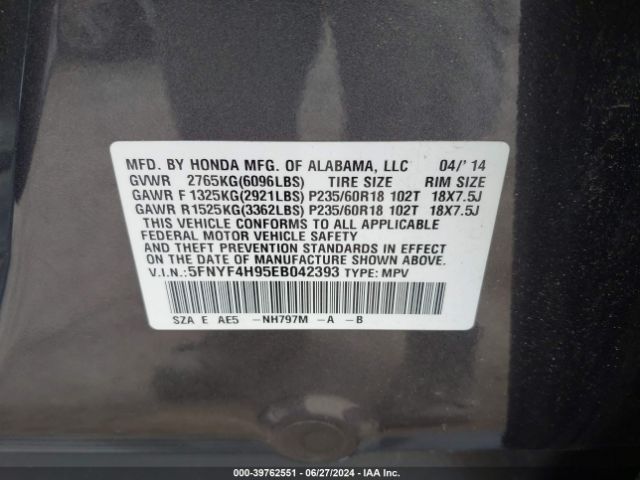 MFD. BY HONDA MFG. OF ALABAMA, LLC 04/' 14
GVWR 2765KG(6096LBS) TIRE SIZE RIM SIZE
GAWR F 1325KG(2921LBS) P235/60R18 102T 18X7.5J
GAWR R1525KG(3362LBS) P235/60R18 102T 18X7.5J
THIS VEHICLE CONFORMS TO ALL APPLICABLE
FEDERAL MOTOR VEHICLE SAFETY
AND THEFT PREVENTION STANDARDS IN EFFECT
ON THE DATE OF MANUFACTURE SHOWN ABOVE.
V.I.N.:5FNYF4H95EB042393 TYPE: MPV
SZA E AE5 -NH797M -A -B
000-39762551 | 06/27/2024 | IAAI.COM